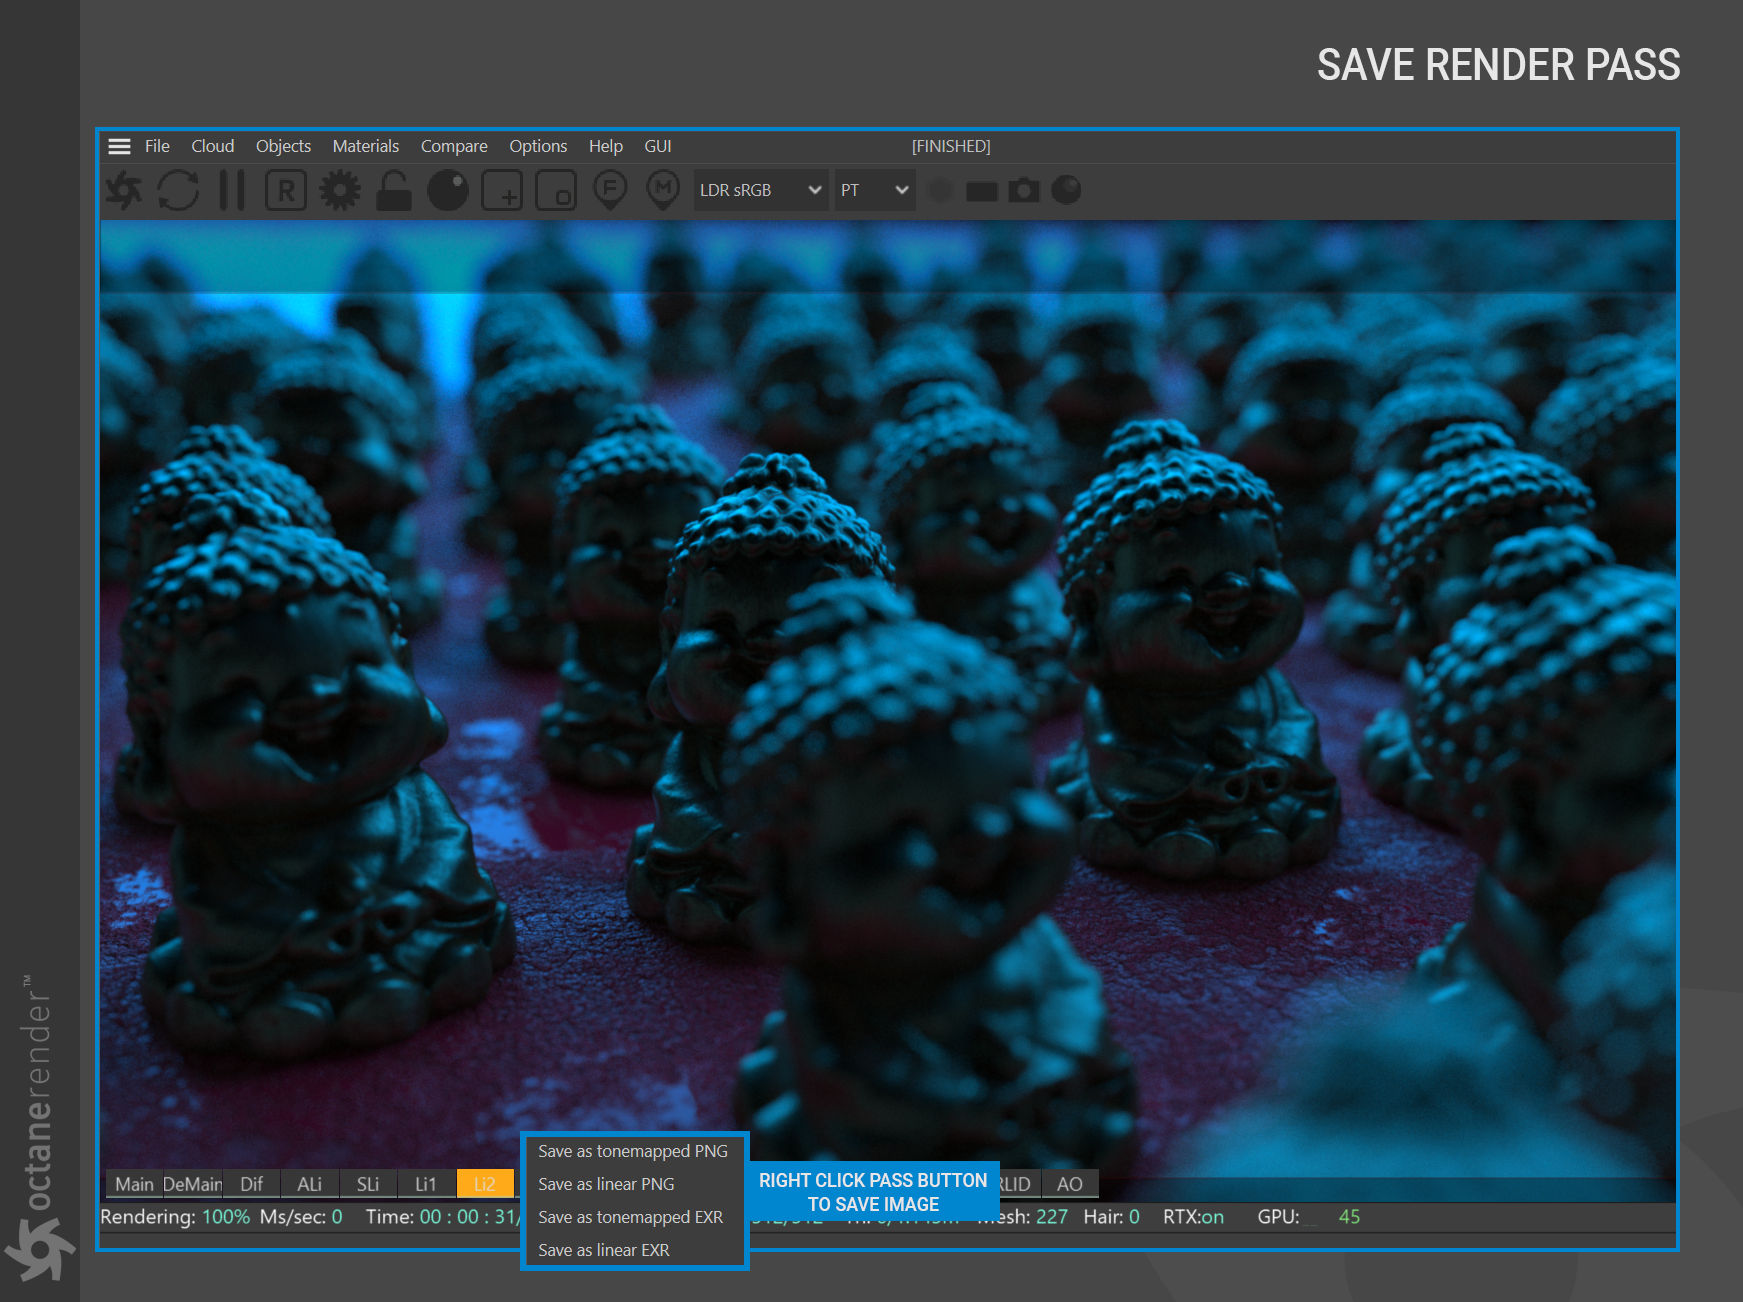 SAVE RENDER PASS
File Cloud Objects Materials Compare Options Help GUI [FINISHED]
R F M LDR sRGB PT
Save as tonemapped PNG
Save as linear PNG
Save as tonemapped EXR
Save as linear EXR
RIGHT CLICK PASS BUTTON
TO SAVE IMAGE
Main DeMain Dif ALi SLi Li1 Li2 RLID AO
Rendering: 100% Ms/sec: 0 Time: 00 : 00 : 31/ Mesh: 227 Hair: 0 RTX:on GPU: 45
octanerender™